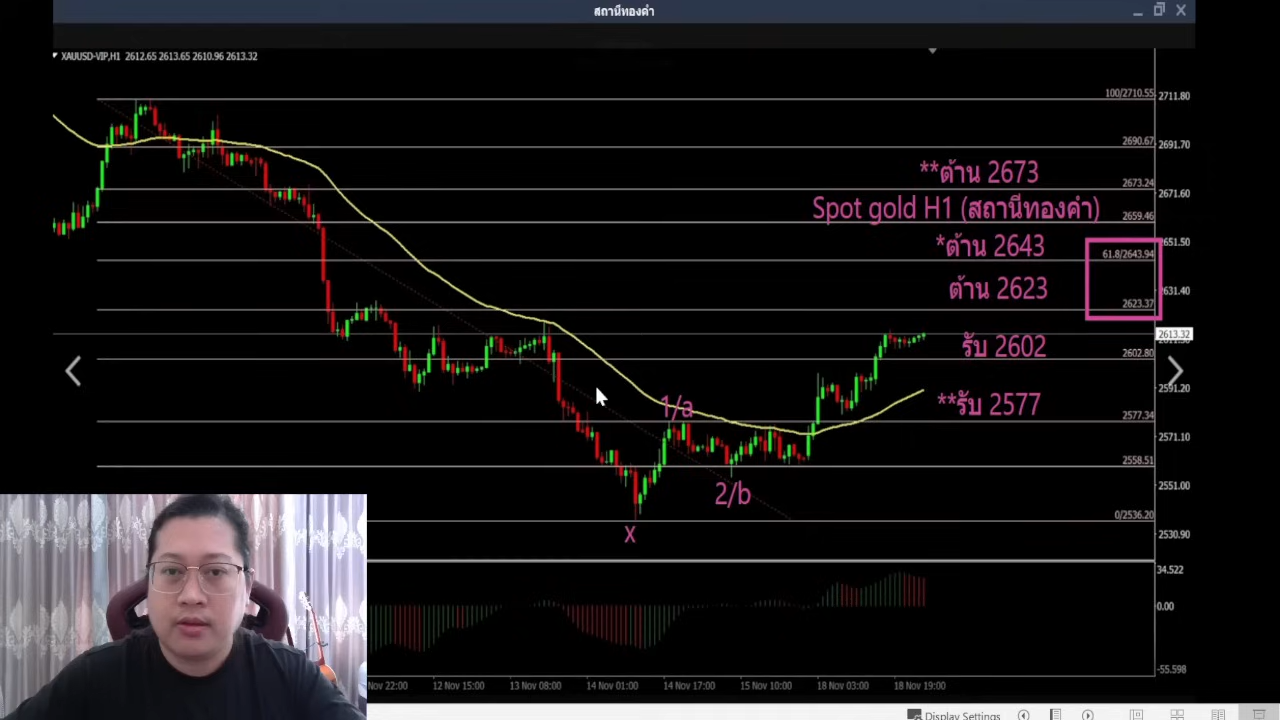 สถานีทองคำ
XAUUSD-VIP,H1 2612.65 2613.65 2610.96 2613.32
100/2710.55
2711.80
2690.67
2691.70
**ต้าน 2673
2673.24
2671.60
Spot gold H1 (สถานีทองคำ)
2659.46
2651.50
*ต้าน 2643
61.8/2643.94
ต้าน 2623
2631.40
2623.37
2613.32
รับ 2602
2602.80
2591.20
**รับ 2577
1/a
2577.34
2571.10
2558.51
2/b
2551.00
0/2536.20
x
2530.90
34.522
0.00
-55.598
Nov 22:00
12 Nov 15:00
13 Nov 08:00
14 Nov 01:00
14 Nov 17:00
15 Nov 10:00
18 Nov 03:00
18 Nov 19:00
Display Settings